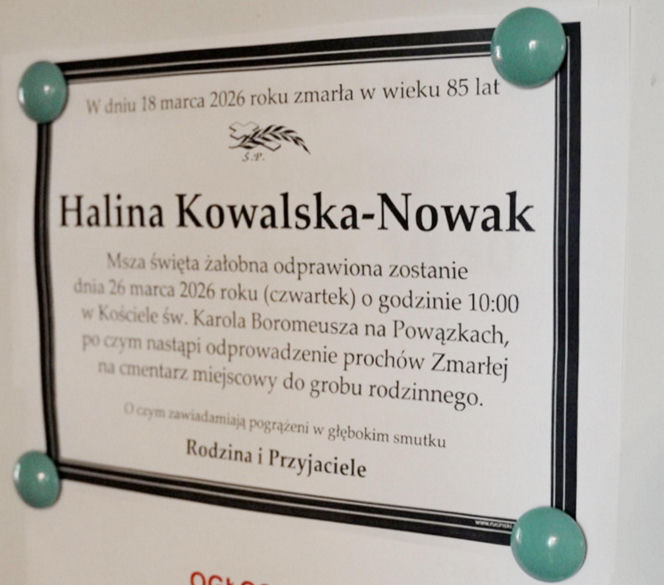 W dniu 18 marca 2026 roku zmarła w wieku 85 lat
Ś.P.
Halina Kowalska-Nowak
Msza święta żałobna odprawiona zostanie
dnia 26 marca 2026 roku (czwartek) o godzinie 10:00
w Kościele św. Karola Boromeusza na Powązkach,
po czym nastąpi odprowadzenie prochów Zmarłej
na cmentarz miejscowy do grobu rodzinnego.
O czym zawiadamiają pogrążeni w głębokim smutku
Rodzina i Przyjaciele